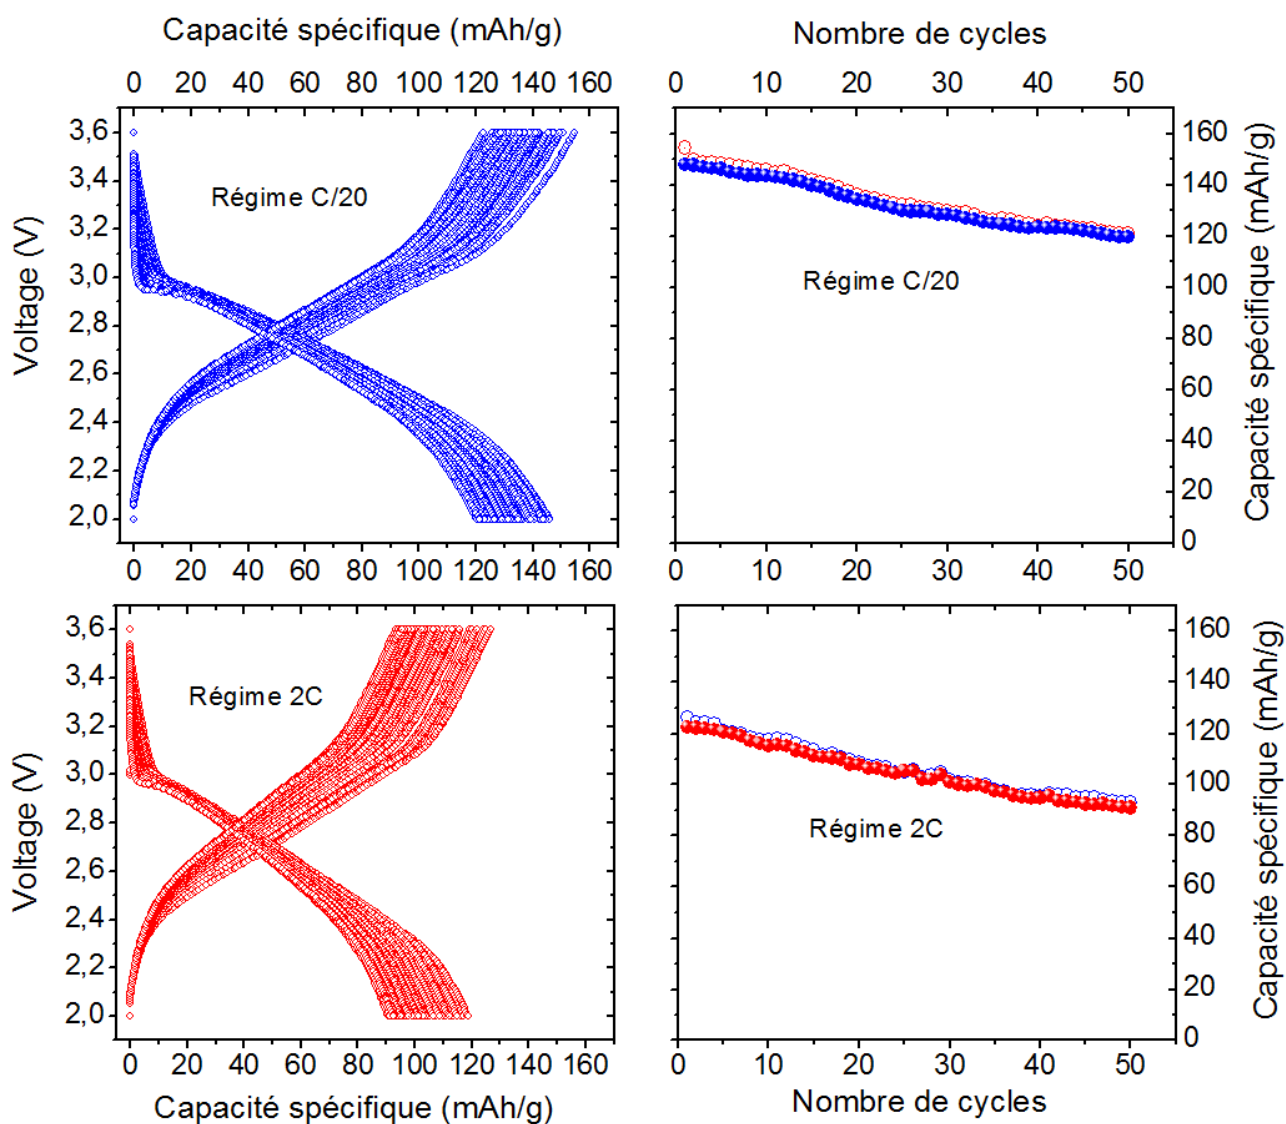 Capacité spécifique (mAh/g)
0 20 40 60 80 100 120 140 160
3,6
3,4
3,2
3,0
2,8
2,6
2,4
2,2
2,0
Voltage (V)
Régime C/20
Nombre de cycles
0 10 20 30 40 50
160
140
120
100
80
60
40
20
0
Capacité spécifique (mAh/g)
Régime C/20
0 10 20 30 40 50
0 20 40 60 80 100 120 140 160
3,6
3,4
3,2
3,0
2,8
2,6
2,4
2,2
2,0
Voltage (V)
Régime 2C
0 20 40 60 80 100 120 140 160
Capacité spécifique (mAh/g)
160
140
120
100
80
60
40
20
0
Capacité spécifique (mAh/g)
Régime 2C
0 10 20 30 40 50
Nombre de cycles